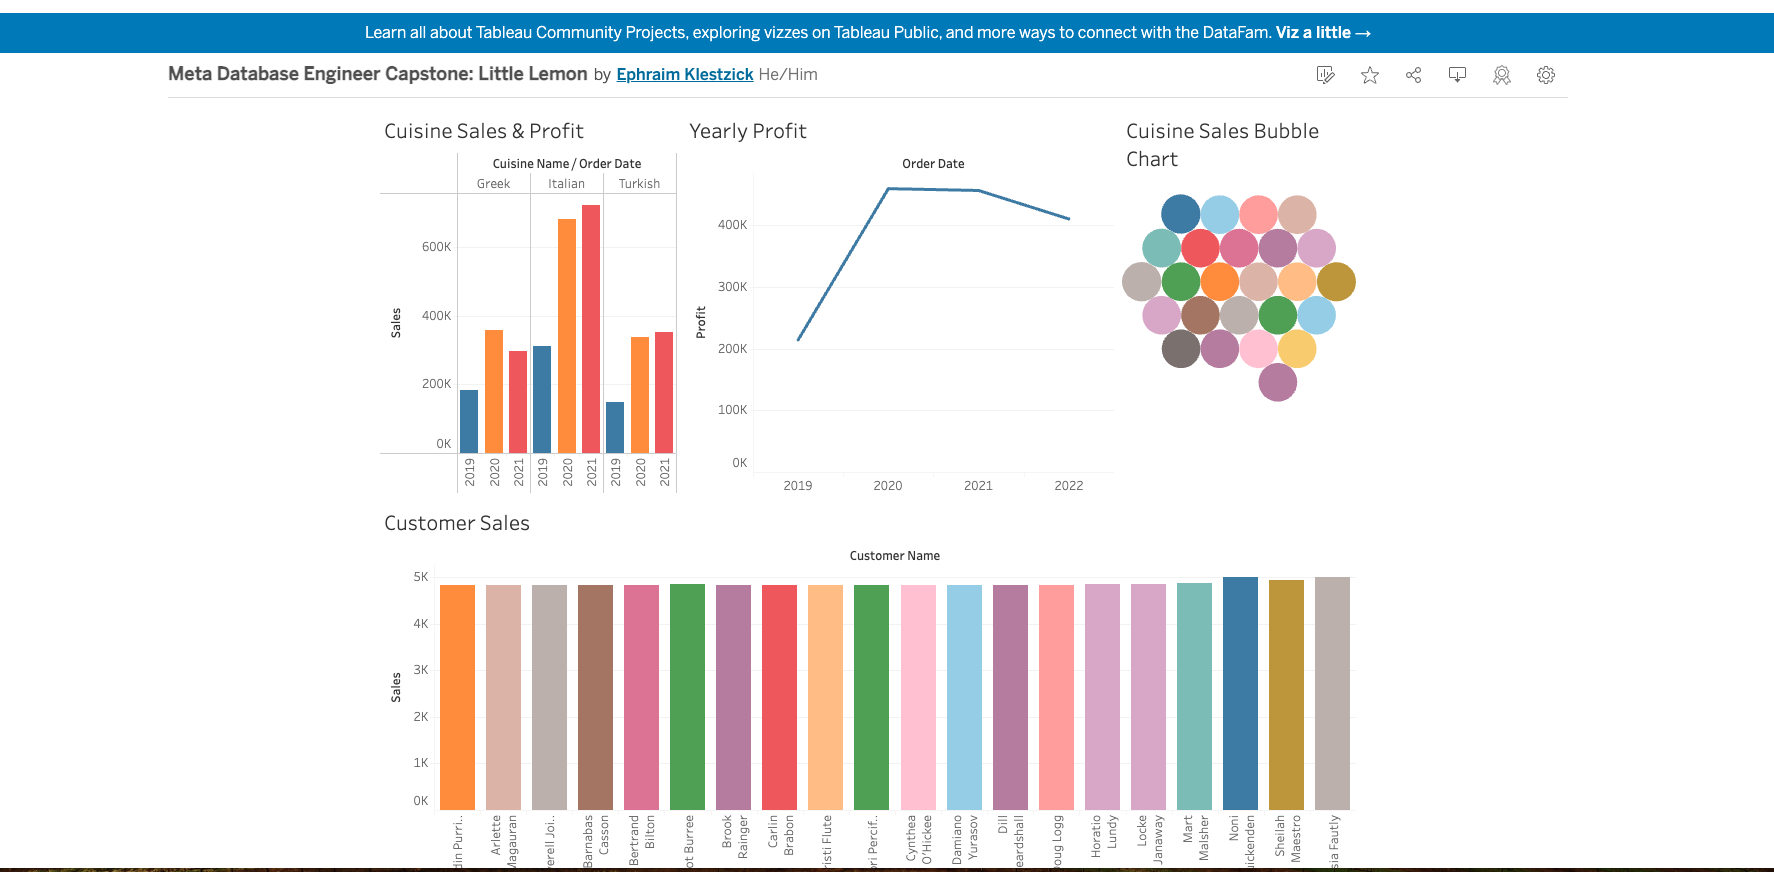 Learn all about Tableau Community Projects, exploring vizzes on Tableau Public, and more ways to connect with the DataFam. Viz a little →
Meta Database Engineer Capstone: Little Lemon by Ephraim Klestzick He/Him
Cuisine Sales & Profit
Cuisine Name / Order Date
Greek Italian Turkish
Sales
600K
400K
200K
0K
2019 2020 2021 2019 2020 2021 2019 2020 2021
Yearly Profit
Order Date
Profit
400K
300K
200K
100K
0K
2019 2020 2021 2022
Cuisine Sales Bubble
Chart
Customer Sales
Customer Name
Sales
5K
4K
3K
2K
1K
0K
din Purri..
Arlette
Magauran
verell Joi..
Barnabas
Casson
Bertrand
Bilton
ot Burree
Brook
Rainger
Carlin
Brabon
risti Flute
ri Percif..
Cynthea
O'Hickee
Damiano
Yurasov
Dill
eardshall
oug Logg
Horatio
Lundy
Locke
Janaway
Mart
Malsher
Noni
uickenden
Sheilah
Maestro
sia Fautly